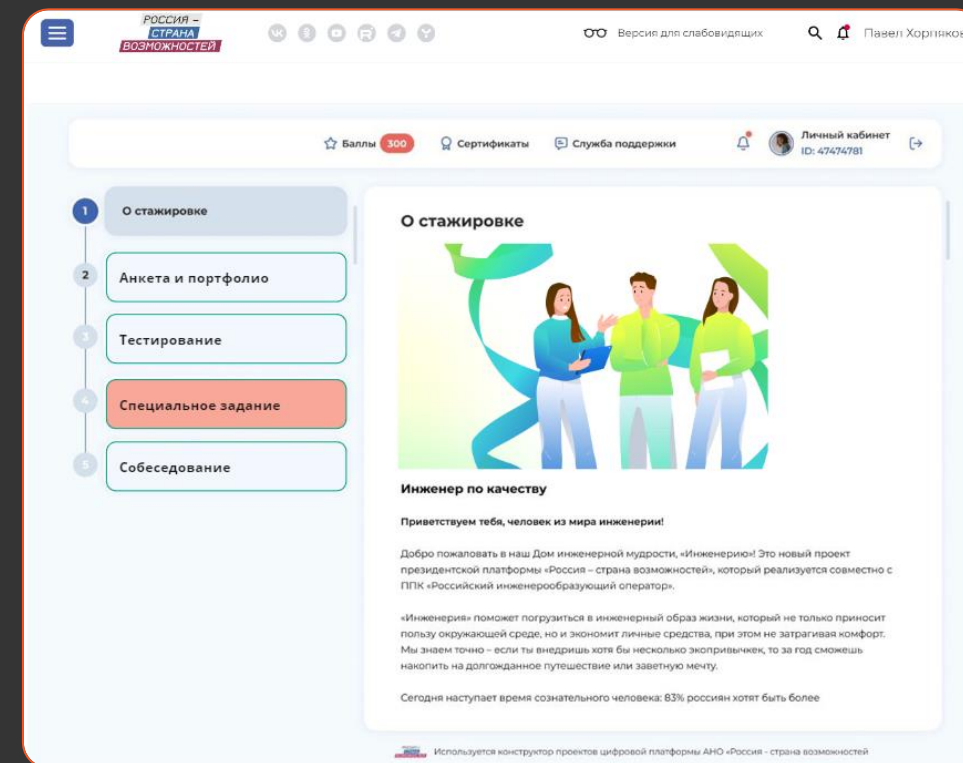 РОССИЯ –
СТРАНА
ВОЗМОЖНОСТЕЙ
Версия для слабовидящих
Павел Хорпяков
Баллы 300
Сертификаты
Служба поддержки
Личный кабинет
ID: 47474781
1 О стажировке
2 Анкета и портфолио
3 Тестирование
4 Специальное задание
5 Собеседование
О стажировке
Инженер по качеству
Приветствуем тебя, человек из мира инженерии!
Добро пожаловать в наш Дом инженерной мудрости, «Инженерию»! Это новый проект
президентской платформы «Россия – страна возможностей», который реализуется совместно с
ППК «Российский инженерообразующий оператор».
«Инженерия» поможет погрузиться в инженерный образ жизни, который не только приносит
пользу окружающей среде, но и экономит личные средства, при этом не затрагивая комфорт.
Мы знаем точно – если ты внедришь хотя бы несколько экопривычек, то за год сможешь
накопить на долгожданное путешествие или заветную мечту.
Сегодня наступает время сознательного человека: 83% россиян хотят быть более
Используется конструктор проектов цифровой платформы АНО «Россия - страна возможностей